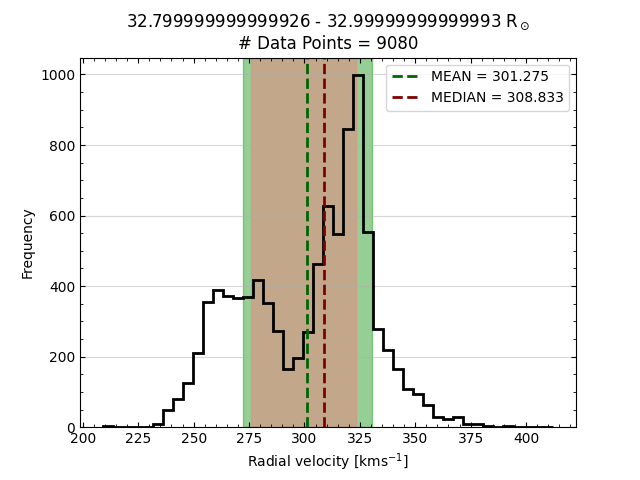 32.799999999999926 - 32.99999999999993 R⊙
# Data Points = 9080
MEAN = 301.275
MEDIAN = 308.833
Frequency
1000
800
600
400
200
0
200 225 250 275 300 325 350 375 400
Radial velocity [kms⁻¹]